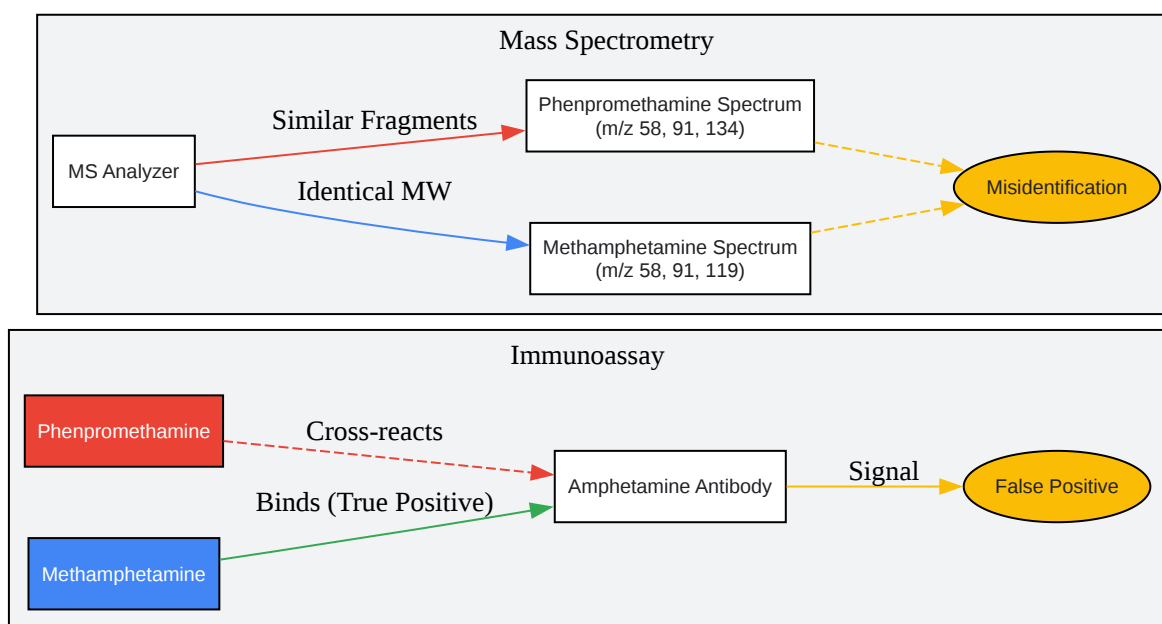 Mass Spectrometry
MS Analyzer
Similar Fragments
Identical MW
Phenpromethamine Spectrum
(m/z 58, 91, 134)
Methamphetamine Spectrum
(m/z 58, 91, 119)
Misidentification
Immunoassay
Phenpromethamine
Methamphetamine
Cross-reacts
Binds (True Positive)
Amphetamine Antibody
Signal
False Positive